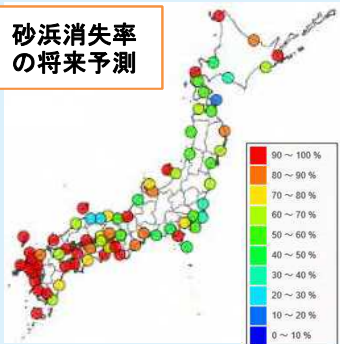 砂浜消失率
の将来予測
90 ～ 100 %
80 ～ 90 %
70 ～ 80 %
60 ～ 70 %
50 ～ 60 %
40 ～ 50 %
30 ～ 40 %
20 ～ 30 %
10 ～ 20 %
0 ～ 10 %